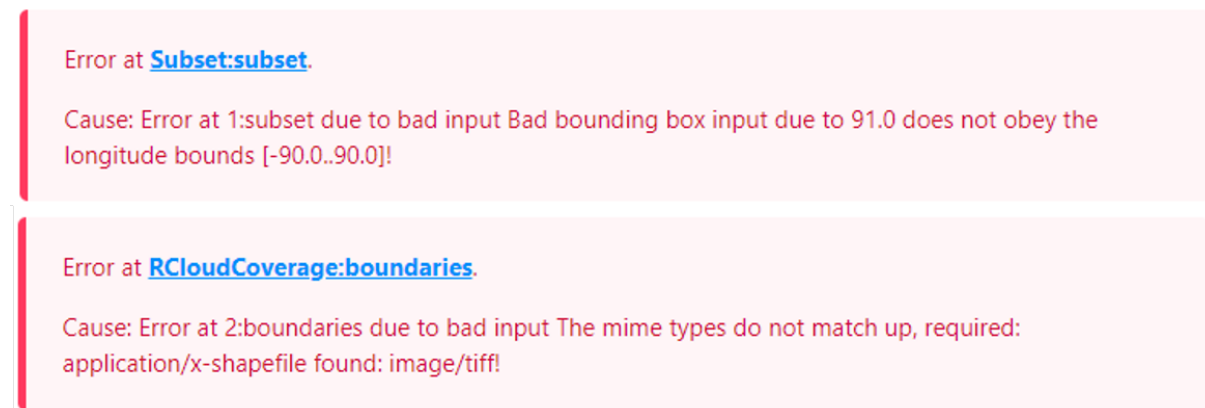 Error at Subset:subset.
Cause: Error at 1:subset due to bad input Bad bounding box input due to 91.0 does not obey the
longitude bounds [-90.0..90.0]!
Error at RCloudCoverage:boundaries.
Cause: Error at 2:boundaries due to bad input The mime types do not match up, required:
application/x-shapefile found: image/tiff!